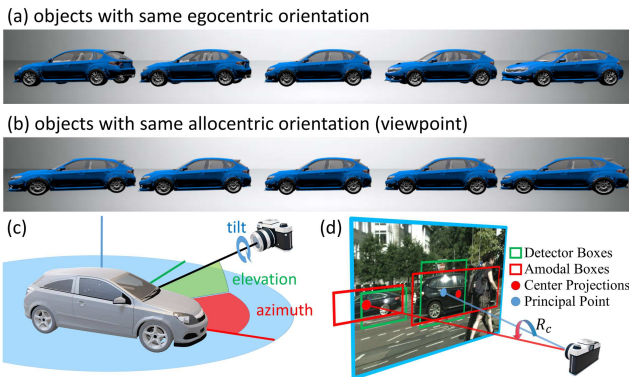 (a) objects with same egocentric orientation
(b) objects with same allocentric orientation (viewpoint)
(c)
tilt
elevation
azimuth
(d)
Detector Boxes
Amodal Boxes
Center Projections
Principal Point
R_c